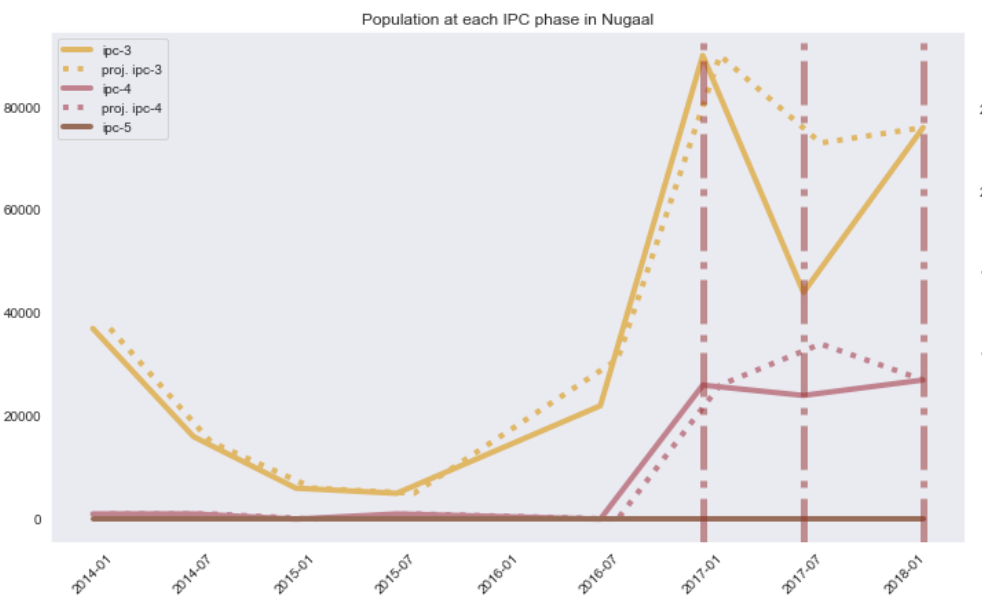 Population at each IPC phase in Nugaal
ipc-3
proj. ipc-3
ipc-4
proj. ipc-4
ipc-5
80000
60000
40000
20000
0
2014-01
2014-07
2015-01
2015-07
2016-01
2016-07
2017-01
2017-07
2018-01